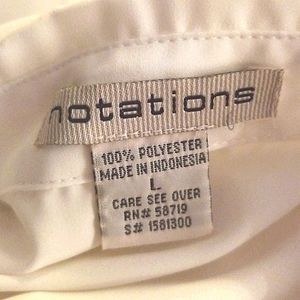 notations
100% POLYESTER
MADE IN INDONESIA
L
CARE SEE OVER
RN# 58719
S# 1581300